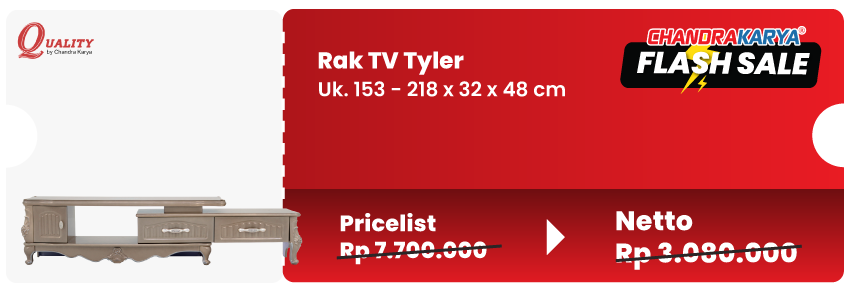 QUALITY
by Chandra Karya
Rak TV Tyler
Uk. 153 - 218 x 32 x 48 cm
CHANDRAKARYA®
FLASH SALE
Pricelist
Rp 7.700.000
Netto
Rp 3.080.000